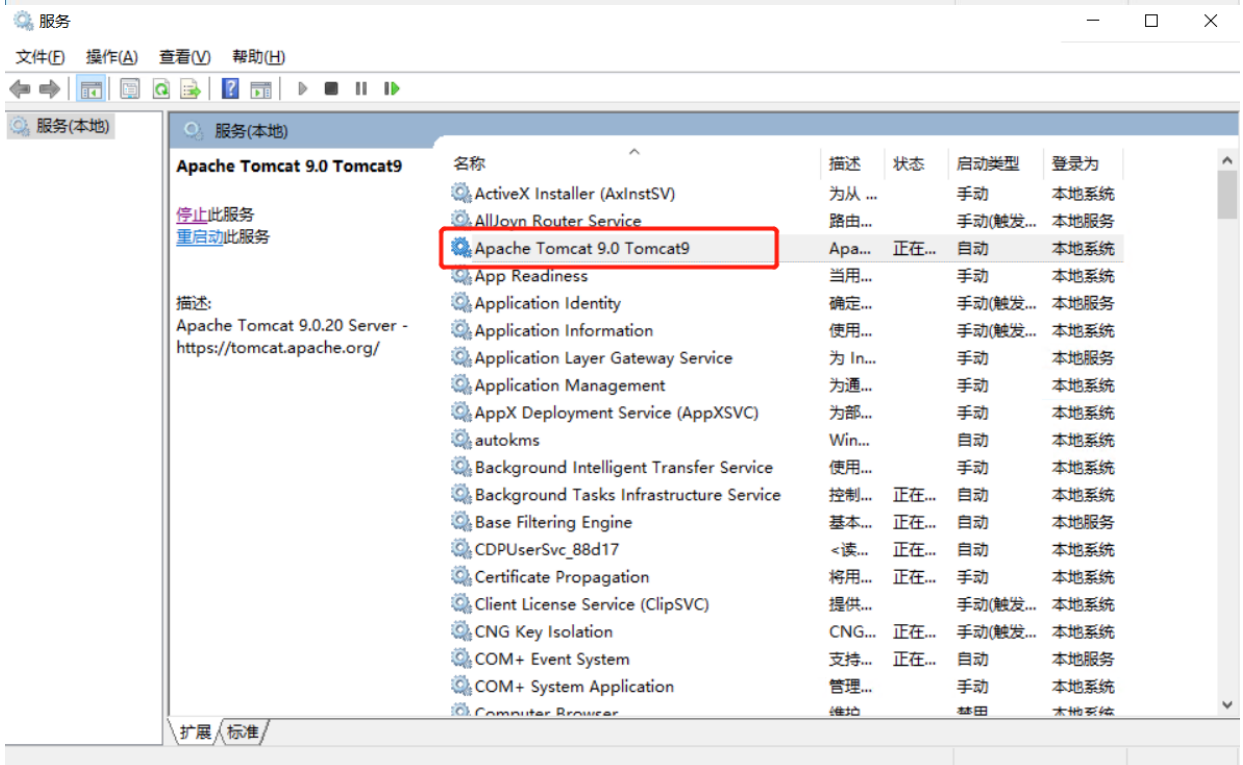 服务
文件(F) 操作(A) 查看(V) 帮助(H)
服务(本地)
服务(本地)
Apache Tomcat 9.0 Tomcat9
停止此服务
重启动此服务
描述:
Apache Tomcat 9.0.20 Server -
https://tomcat.apache.org/
名称 描述 状态 启动类型 登录为
ActiveX Installer (AxInstSV) 为从 ... 手动 本地系统
AllJoyn Router Service 路由... 手动(触发... 本地服务
Apache Tomcat 9.0 Tomcat9 Apa... 正在... 自动 本地系统
App Readiness 当用... 手动 本地系统
Application Identity 确定... 手动(触发... 本地服务
Application Information 使用... 手动(触发... 本地系统
Application Layer Gateway Service 为 In... 手动 本地服务
Application Management 为通... 手动 本地系统
AppX Deployment Service (AppXSVC) 为部... 手动 本地系统
autokms Win... 自动 本地系统
Background Intelligent Transfer Service 使用... 手动 本地系统
Background Tasks Infrastructure Service 控制... 正在... 自动 本地系统
Base Filtering Engine 基本... 正在... 自动 本地服务
CDPUserSvc_88d17 <读... 正在... 自动 本地系统
Certificate Propagation 将用... 正在... 手动 本地系统
Client License Service (ClipSVC) 提供... 手动(触发... 本地系统
CNG Key Isolation CNG... 正在... 手动(触发... 本地系统
COM+ Event System 支持... 正在... 自动 本地服务
COM+ System Application 管理... 手动 本地系统
Computer Browser 维护... 禁用 本地系统
扩展 标准